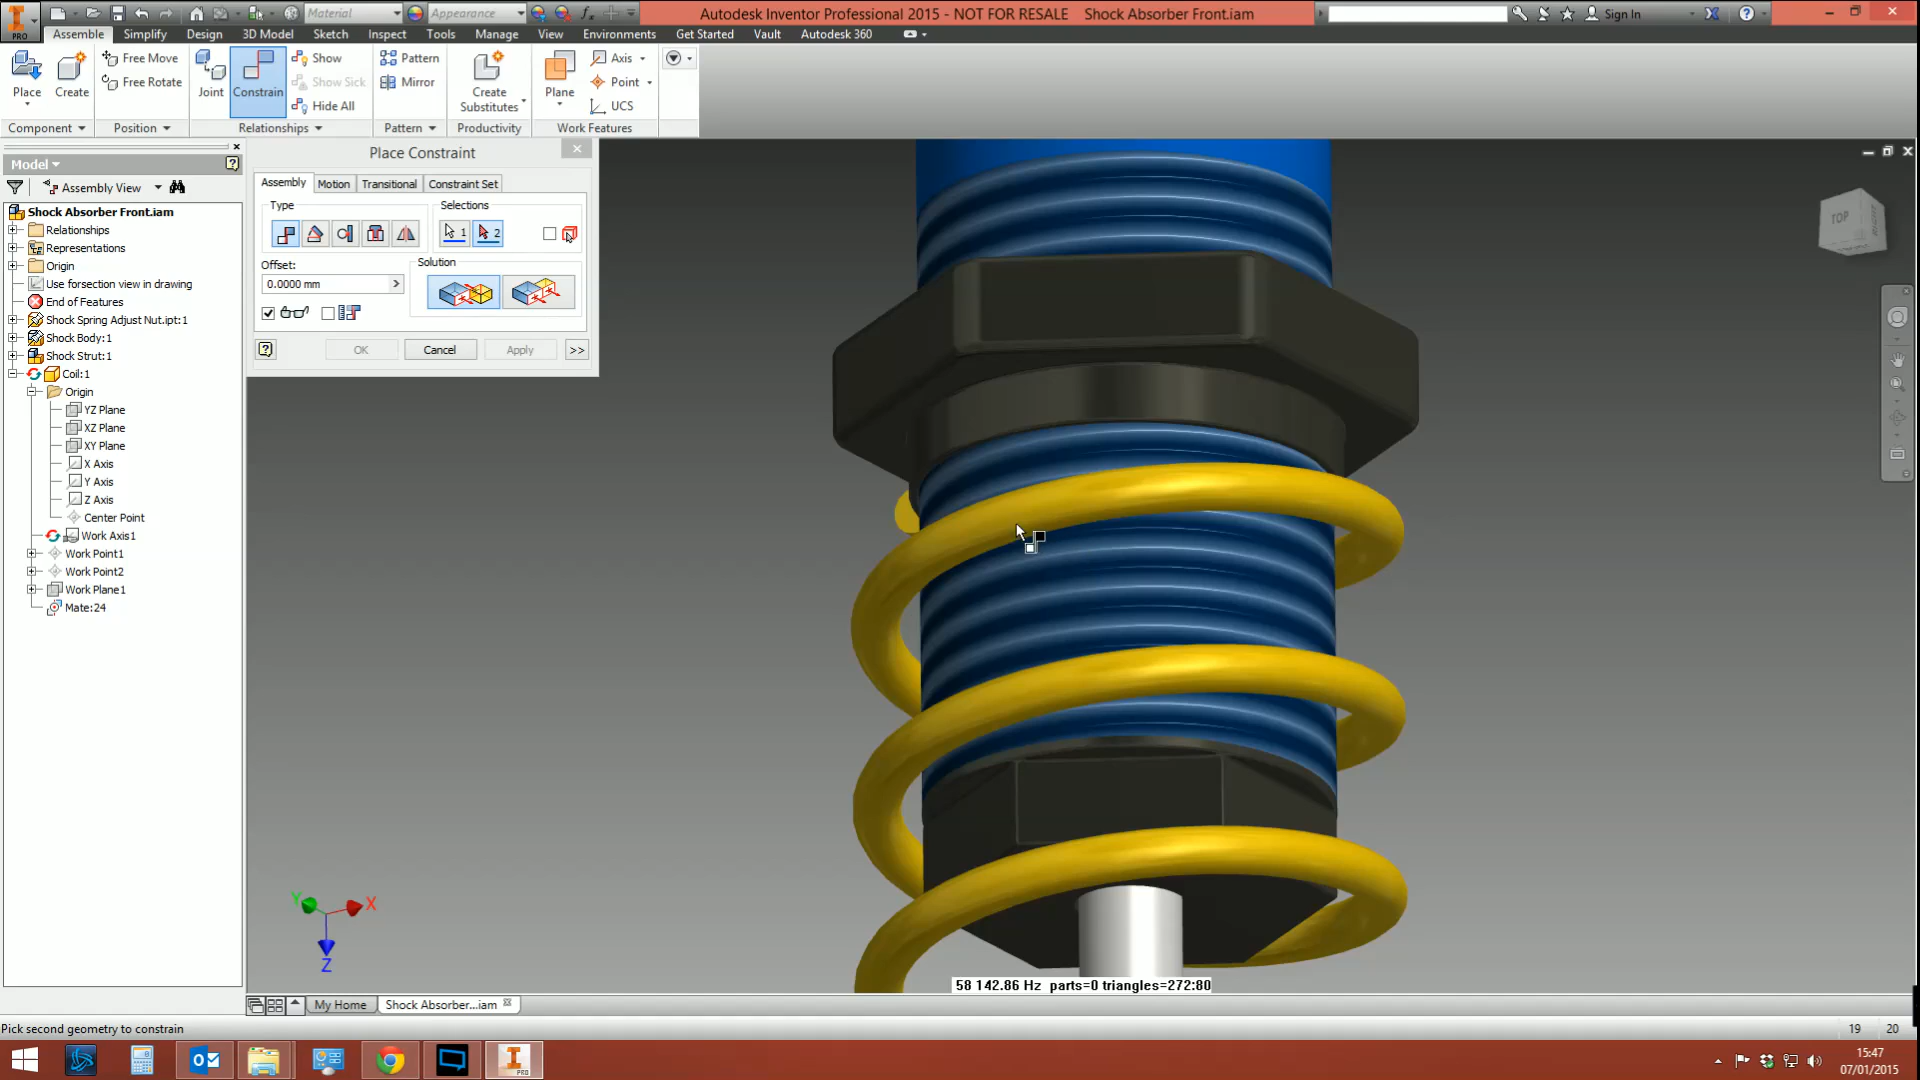 Material
Appearance
Autodesk Inventor Professional 2015 - NOT FOR RESALE Shock Absorber Front.iam
Sign In
PRO
Assemble Simplify Design 3D Model Sketch Inspect Tools Manage View Environments Get Started Vault Autodesk 360
Place
Create
Free Move
Free Rotate
Joint
Constrain
Show
Show Sick
Hide All
Pattern
Mirror
Create
Substitutes
Plane
Axis
Point
UCS
Component Position Relationships Pattern Productivity Work Features
Model
Assembly View
Shock Absorber Front.iam
Relationships
Representations
Origin
Use forsection view in drawing
End of Features
Shock Spring Adjust Nut.ipt:1
Shock Body:1
Shock Strut:1
Coil:1
Origin
YZ Plane
XZ Plane
XY Plane
X Axis
Y Axis
Z Axis
Center Point
Work Axis1
Work Point1
Work Point2
Work Plane1
Mate:24
Place Constraint
Assembly Motion Transitional Constraint Set
Type
Selections
1
2
Offset:
0.0000 mm
Solution
OK
Cancel
Apply
>>
TOP
Y
X
Z
58 142.86 Hz parts=0 triangles=272:80
My Home
Shock Absorber...iam
Pick second geometry to constrain
19 20
PRO
15:47
07/01/2015